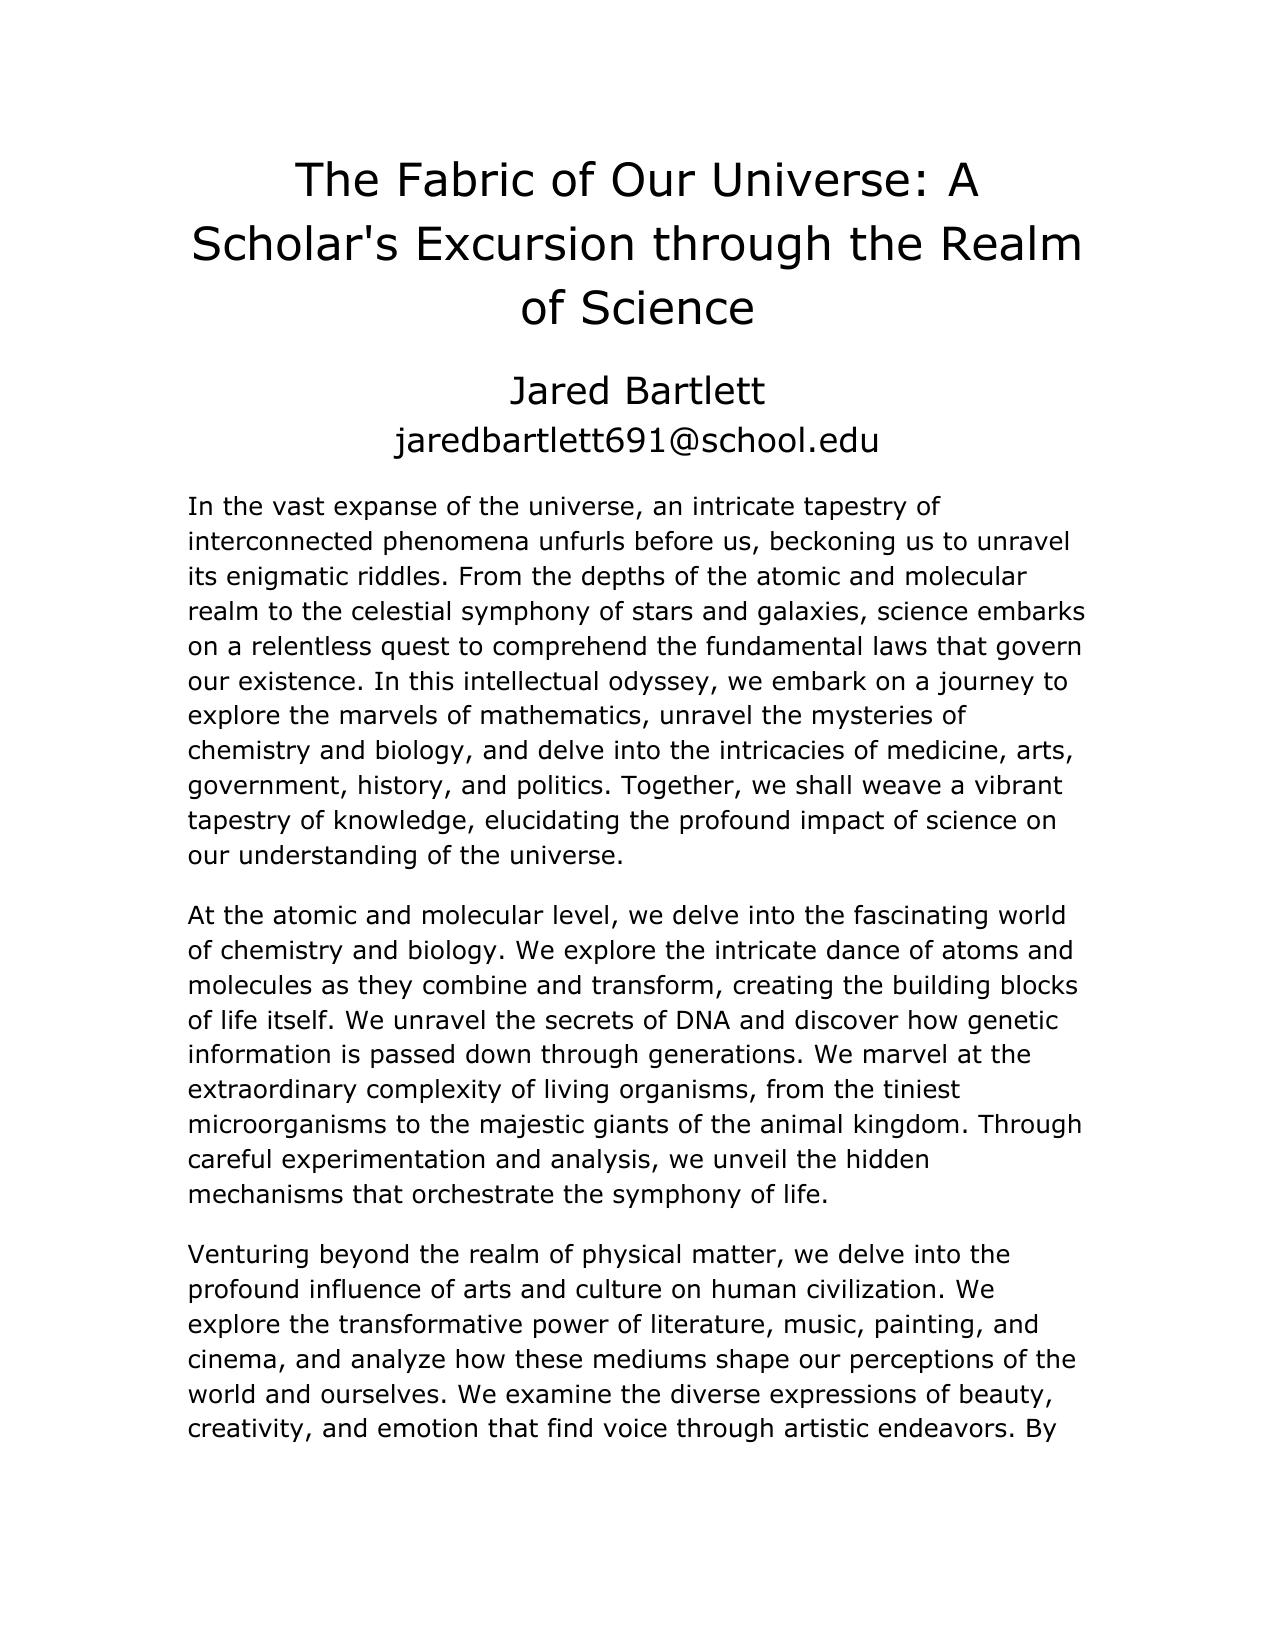 The Fabric of Our Universe: A
Scholar's Excursion through the Realm
of Science
Jared Bartlett
jaredbartlett691@school.edu
In the vast expanse of the universe, an intricate tapestry of
interconnected phenomena unfurls before us, beckoning us to unravel
its enigmatic riddles. From the depths of the atomic and molecular
realm to the celestial symphony of stars and galaxies, science embarks
on a relentless quest to comprehend the fundamental laws that govern
our existence. In this intellectual odyssey, we embark on a journey to
explore the marvels of mathematics, unravel the mysteries of
chemistry and biology, and delve into the intricacies of medicine, arts,
government, history, and politics. Together, we shall weave a vibrant
tapestry of knowledge, elucidating the profound impact of science on
our understanding of the universe.
At the atomic and molecular level, we delve into the fascinating world
of chemistry and biology. We explore the intricate dance of atoms and
molecules as they combine and transform, creating the building blocks
of life itself. We unravel the secrets of DNA and discover how genetic
information is passed down through generations. We marvel at the
extraordinary complexity of living organisms, from the tiniest
microorganisms to the majestic giants of the animal kingdom. Through
careful experimentation and analysis, we unveil the hidden
mechanisms that orchestrate the symphony of life.
Venturing beyond the realm of physical matter, we delve into the
profound influence of arts and culture on human civilization. We
explore the transformative power of literature, music, painting, and
cinema, and analyze how these mediums shape our perceptions of the
world and ourselves. We examine the diverse expressions of beauty,
creativity, and emotion that find voice through artistic endeavors. By